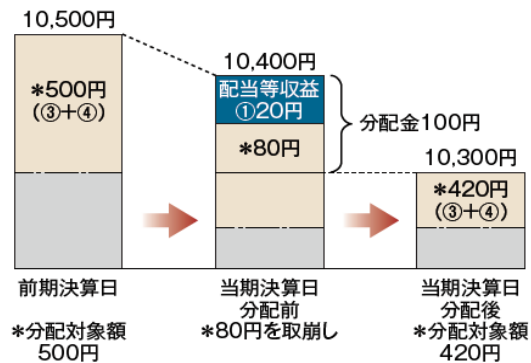 10,500円
*500円
(③+④)
前期決算日
*分配対象額
500円
10,400円
配当等収益
①20円
*80円
分配金100円
当期決算日
分配前
*80円を取崩し
10,300円
*420円
(③+④)
当期決算日
分配後
*分配対象額
420円